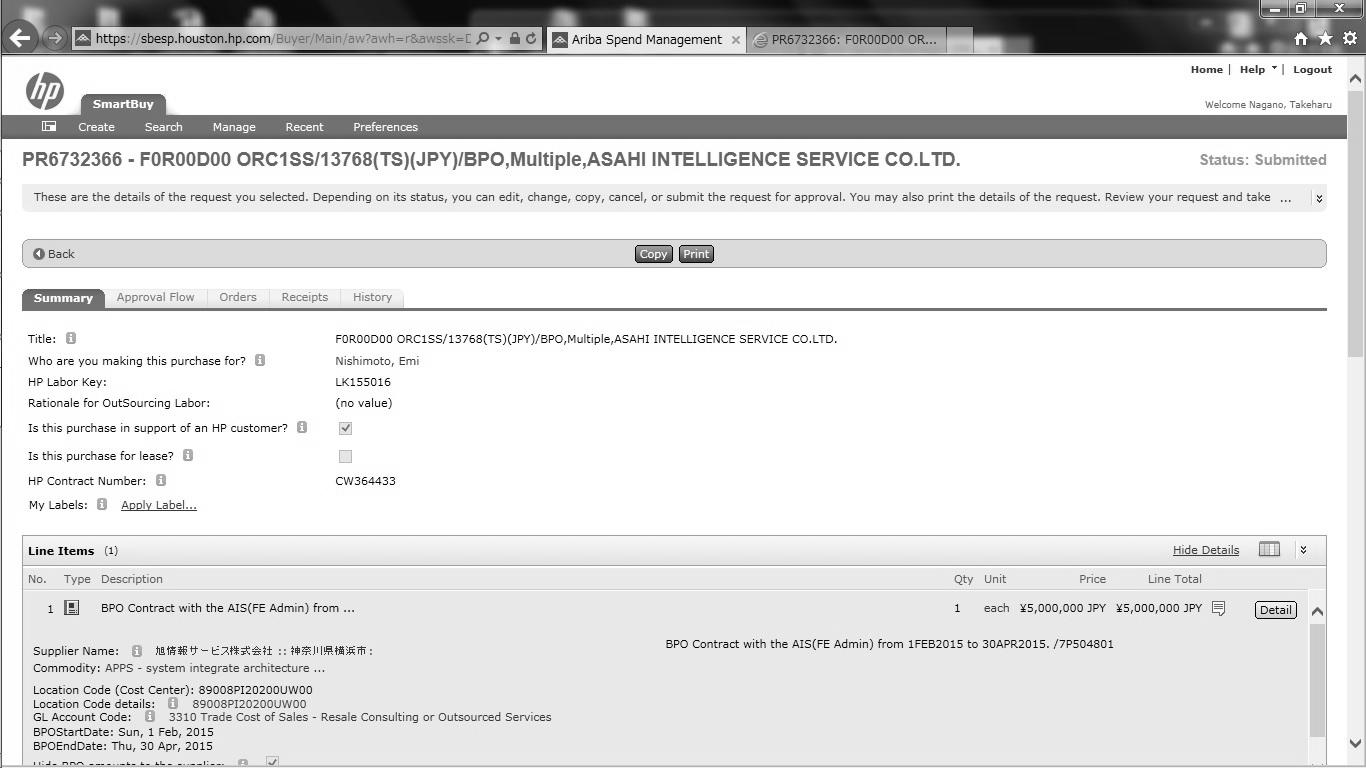 https://sbesp.houston.hp.com/Buyer/Main/aw?awh=r&awssk=D
Ariba Spend Management
PR6732366: F0R00D00 OR...
Home | Help | Logout
hp
SmartBuy
Welcome Nagano, Takeharu
Create Search Manage Recent Preferences
PR6732366 - F0R00D00 ORC1SS/13768(TS)(JPY)/BPO,Multiple,ASAHI INTELLIGENCE SERVICE CO.LTD.
Status: Submitted
These are the details of the request you selected. Depending on its status, you can edit, change, copy, cancel, or submit the request for approval. You may also print the details of the request. Review your request and take ...
Back Copy Print
Summary Approval Flow Orders Receipts History
Title: F0R00D00 ORC1SS/13768(TS)(JPY)/BPO,Multiple,ASAHI INTELLIGENCE SERVICE CO.LTD.
Who are you making this purchase for? Nishimoto, Emi
HP Labor Key: LK155016
Rationale for OutSourcing Labor: (no value)
Is this purchase in support of an HP customer?
Is this purchase for lease?
HP Contract Number: CW364433
My Labels: Apply Label...
Line Items (1) Hide Details
No. Type Description Qty Unit Price Line Total
1 BPO Contract with the AIS(FE Admin) from ... 1 each ¥5,000,000 JPY ¥5,000,000 JPY Detail
BPO Contract with the AIS(FE Admin) from 1FEB2015 to 30APR2015. /7P504801
Supplier Name: 旭情報サービス株式会社 :: 神奈川県横浜市:
Commodity: APPS - system integrate architecture ...
Location Code (Cost Center): 89008PI20200UW00
Location Code details: 89008PI20200UW00
GL Account Code: 3310 Trade Cost of Sales - Resale Consulting or Outsourced Services
BPOStartDate: Sun, 1 Feb, 2015
BPOEndDate: Thu, 30 Apr, 2015
Hide BPO amounts to the supplier: